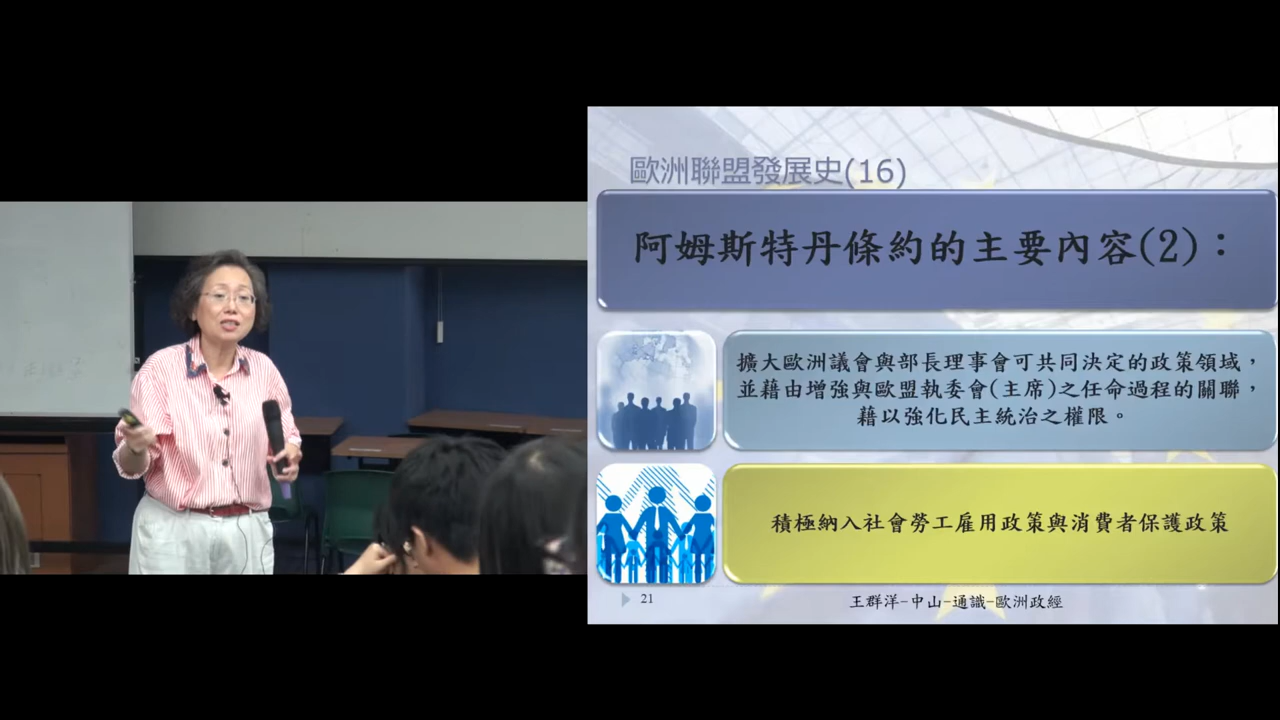 歐洲聯盟發展史(16)
阿姆斯特丹條約的主要內容(2)：
擴大歐洲議會與部長理事會可共同決定的政策領域，
並藉由增強與歐盟執委會(主席)之任命過程的關聯，
藉以強化民主統治之權限。
積極納入社會勞工雇用政策與消費者保護政策
21
王群洋-中山-通識-歐洲政經